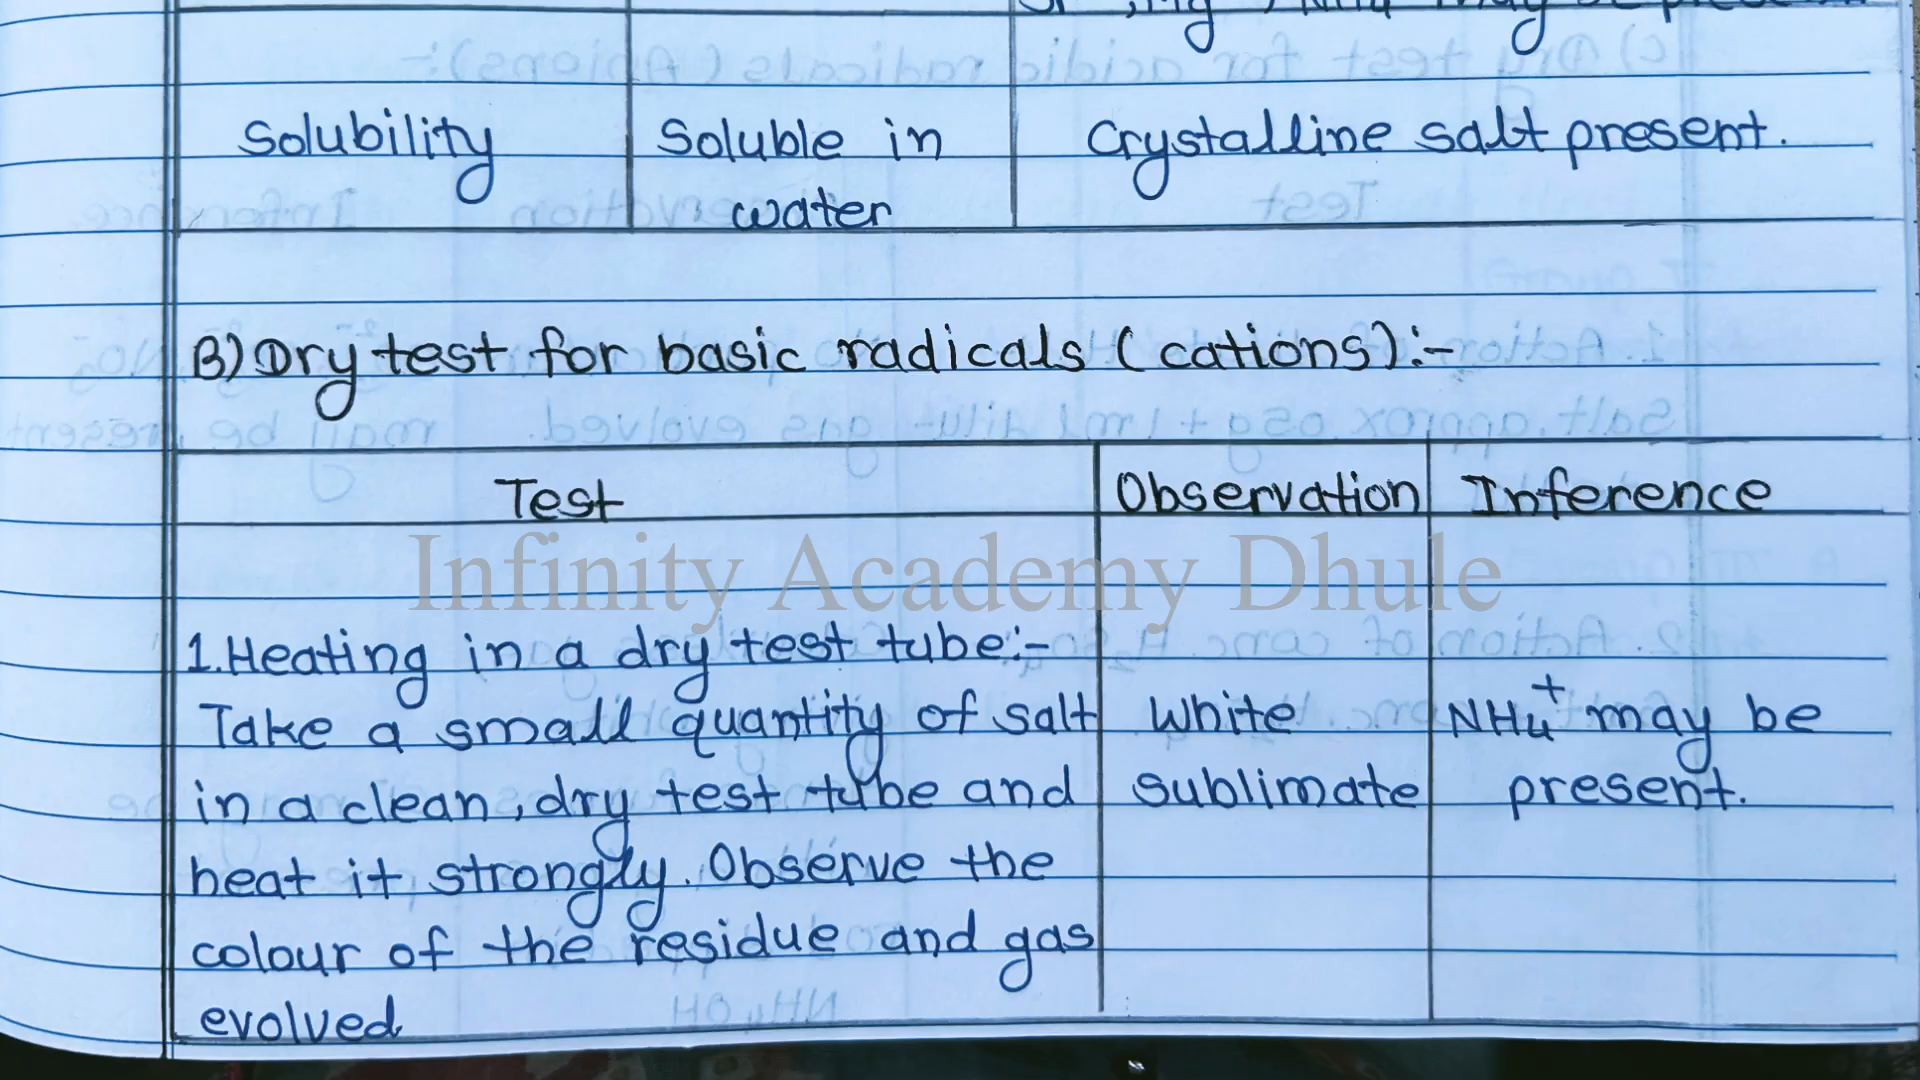 Solubility | Soluble in | Crystalline salt present.
water
B) Dry test for basic radicals (cations):-
Test | Observation | Inference
Infinity Academy Dhule
1. Heating in a dry test tube:-
Take a small quantity of salt | White | NH4+ may be
in a clean, dry test tube and | sublimate | present.
heat it strongly. Observe the
colour of the residue and gas
evolved